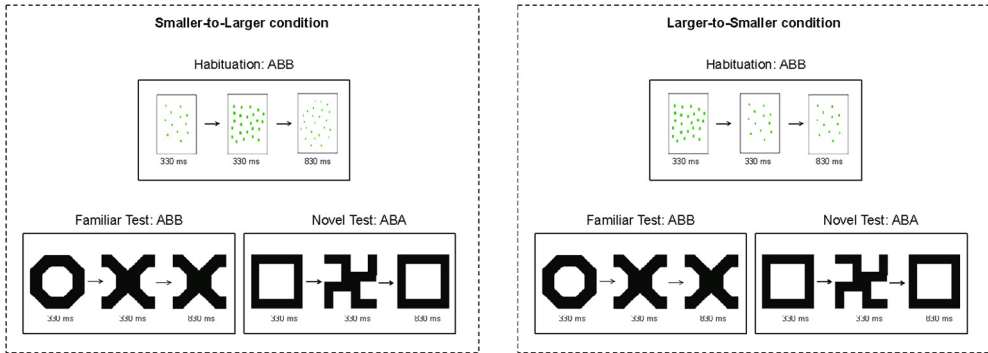 Smaller-to-Larger condition
Habituation: ABB
330 ms 330 ms 830 ms
Familiar Test: ABB
330 ms 330 ms 830 ms
Novel Test: ABA
330 ms 330 ms 830 ms
Larger-to-Smaller condition
Habituation: ABB
330 ms 330 ms 830 ms
Familiar Test: ABB
330 ms 330 ms 830 ms
Novel Test: ABA
330 ms 330 ms 830 ms